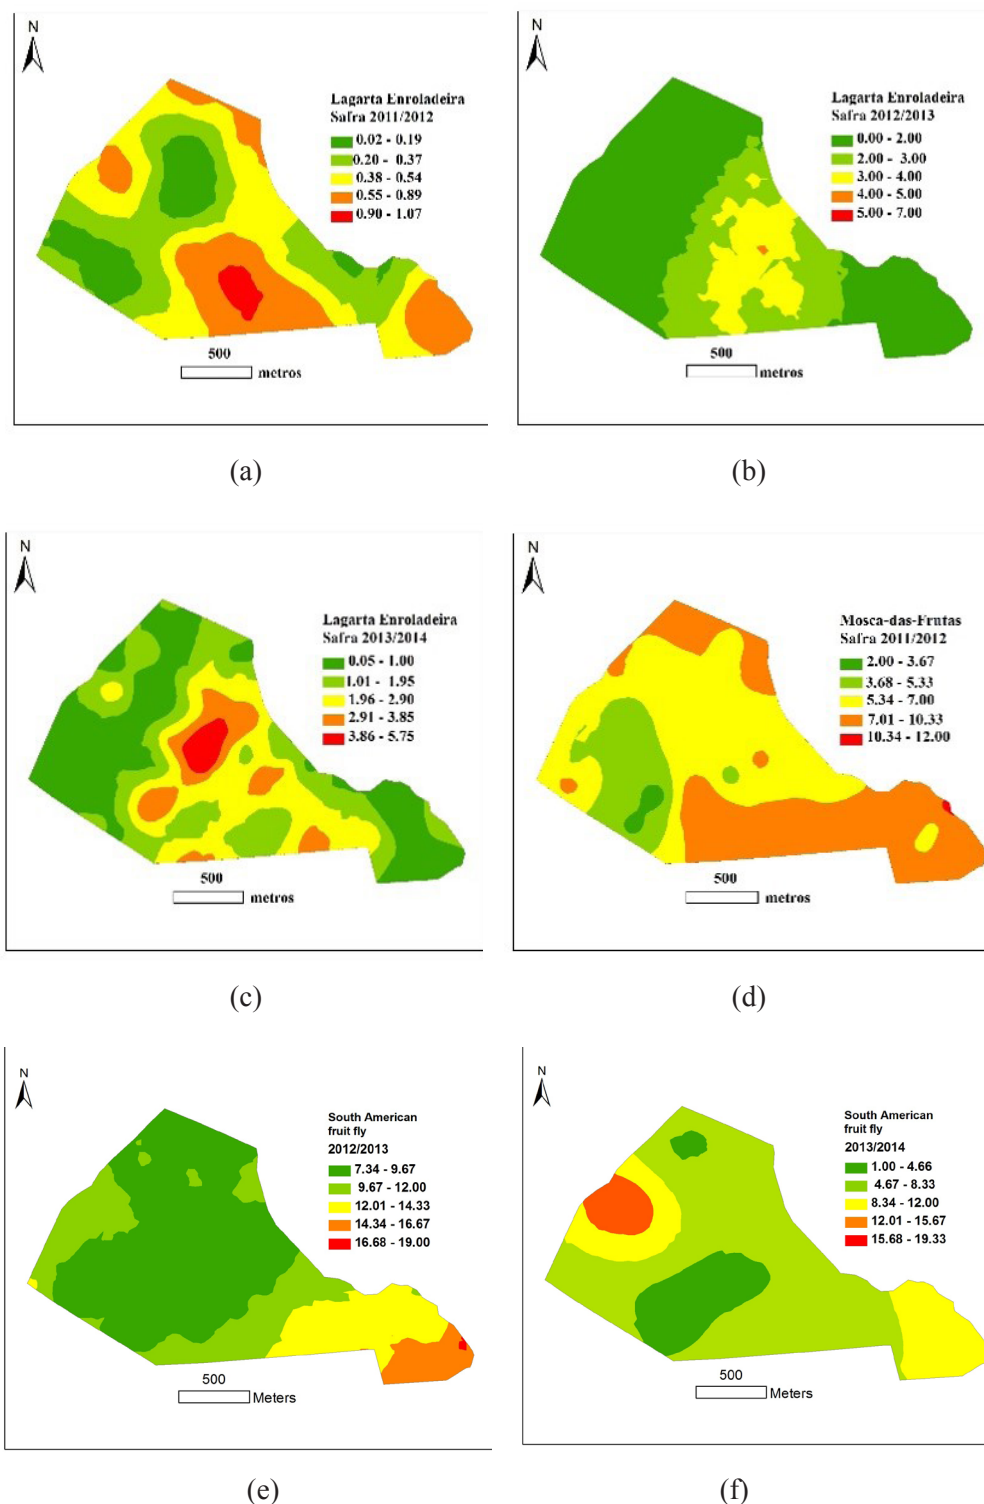 N
Lagarta Enroladeira
Safra 2011/2012
0.02 - 0.19
0.20 - 0.37
0.38 - 0.54
0.55 - 0.89
0.90 - 1.07
500
metros
(a)
N
Lagarta Enroladeira
Safra 2012/2013
0.00 - 2.00
2.00 - 3.00
3.00 - 4.00
4.00 - 5.00
5.00 - 7.00
500
metros
(b)
N
Lagarta Enroladeira
Safra 2013/2014
0.05 - 1.00
1.01 - 1.95
1.96 - 2.90
2.91 - 3.85
3.86 - 5.75
500
metros
(c)
N
Mosca-das-Frutas
Safra 2011/2012
2.00 - 3.67
3.68 - 5.33
5.34 - 7.00
7.01 - 10.33
10.34 - 12.00
500
metros
(d)
N
South American
fruit fly
2012/2013
7.34 - 9.67
9.67 - 12.00
12.01 - 14.33
14.34 - 16.67
16.68 - 19.00
500
Meters
(e)
N
South American
fruit fly
2013/2014
1.00 - 4.66
4.67 - 8.33
8.34 - 12.00
12.01 - 15.67
15.68 - 19.33
500
Meters
(f)